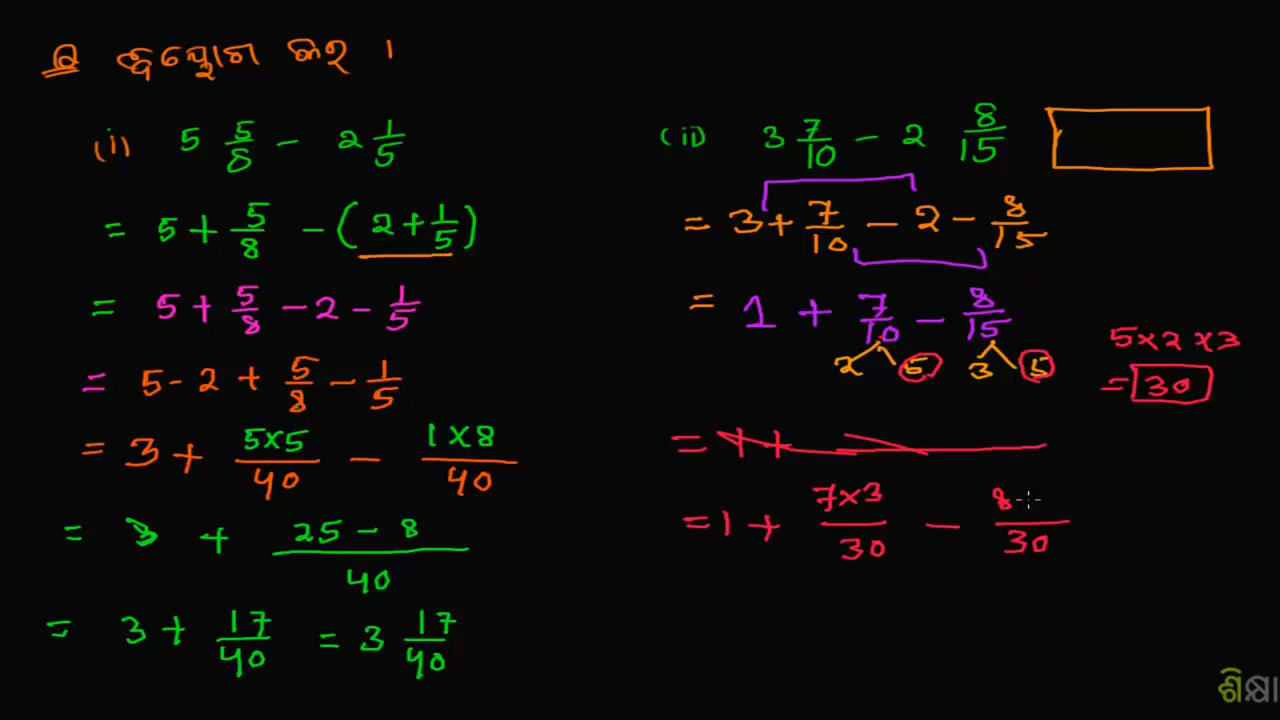 ବିୟୋଗ କର ।
(i) 5 5/8 - 2 1/5
= 5 + 5/8 - (2 + 1/5)
= 5 + 5/8 - 2 - 1/5
= 5 - 2 + 5/8 - 1/5
= 3 + 5×5/40 - 1×8/40
= 3 + 25 - 8/40
= 3 + 17/40 = 3 17/40
(ii) 3 7/10 - 2 8/15
= 3 + 7/10 - 2 - 8/15
= 1 + 7/10 - 8/15
2 5 3 5
5×2×3
= 30
= 1 +
= 1 + 7×3/30 - 8/30
ଶିକ୍ଷା